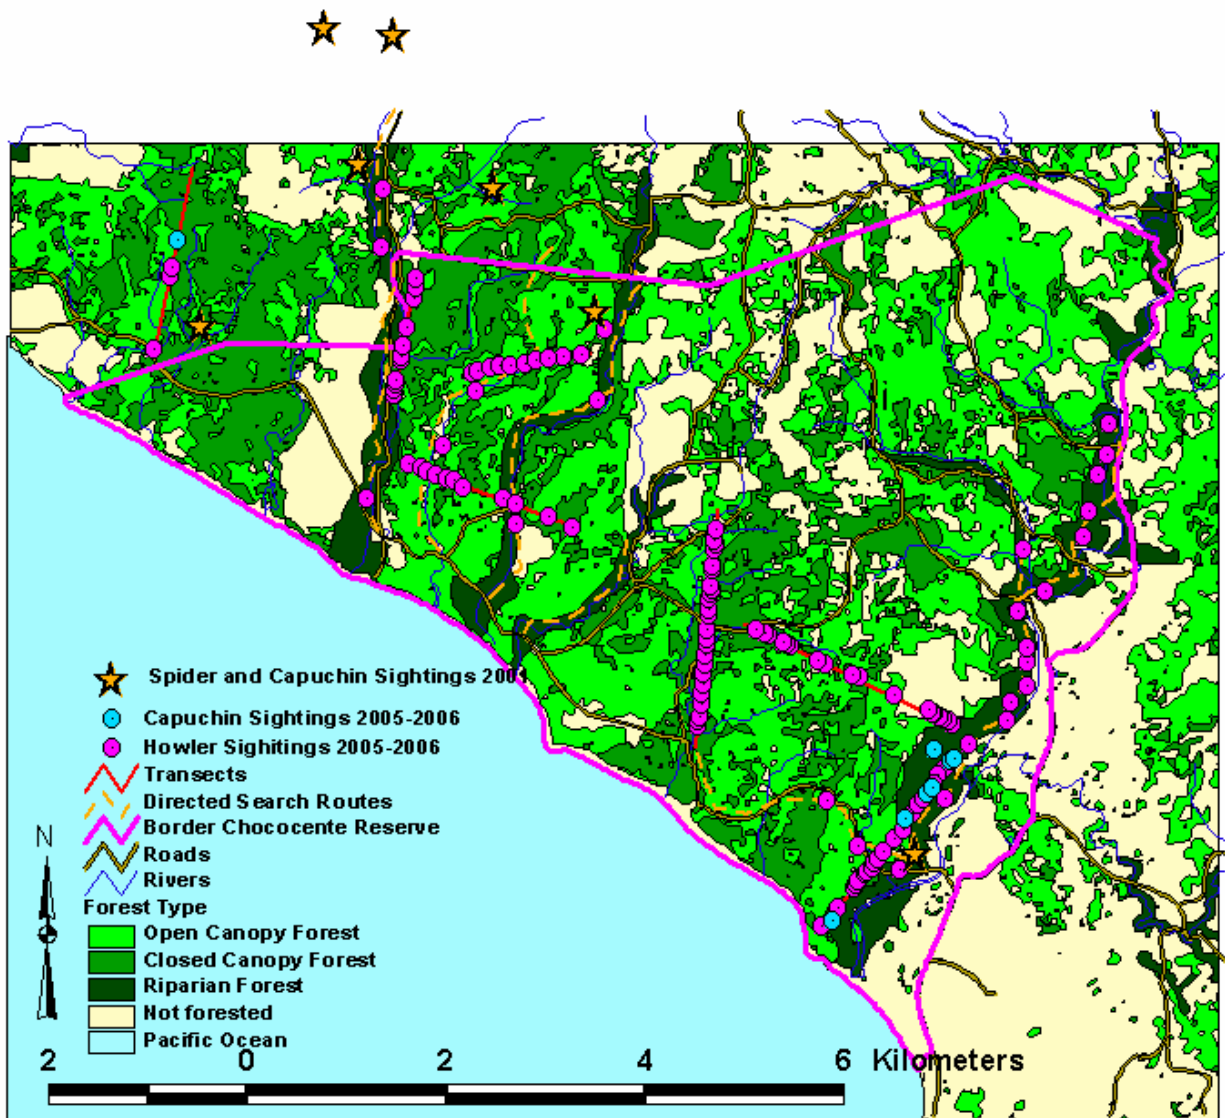 Spider and Capuchin Sightings 2001
Capuchin Sightings 2005-2006
Howler Sighitings 2005-2006
Transects
Directed Search Routes
Border Chococente Reserve
Roads
Rivers
Forest Type
Open Canopy Forest
Closed Canopy Forest
Riparian Forest
Not forested
Pacific Ocean
N
2 0 2 4 6 Kilometers